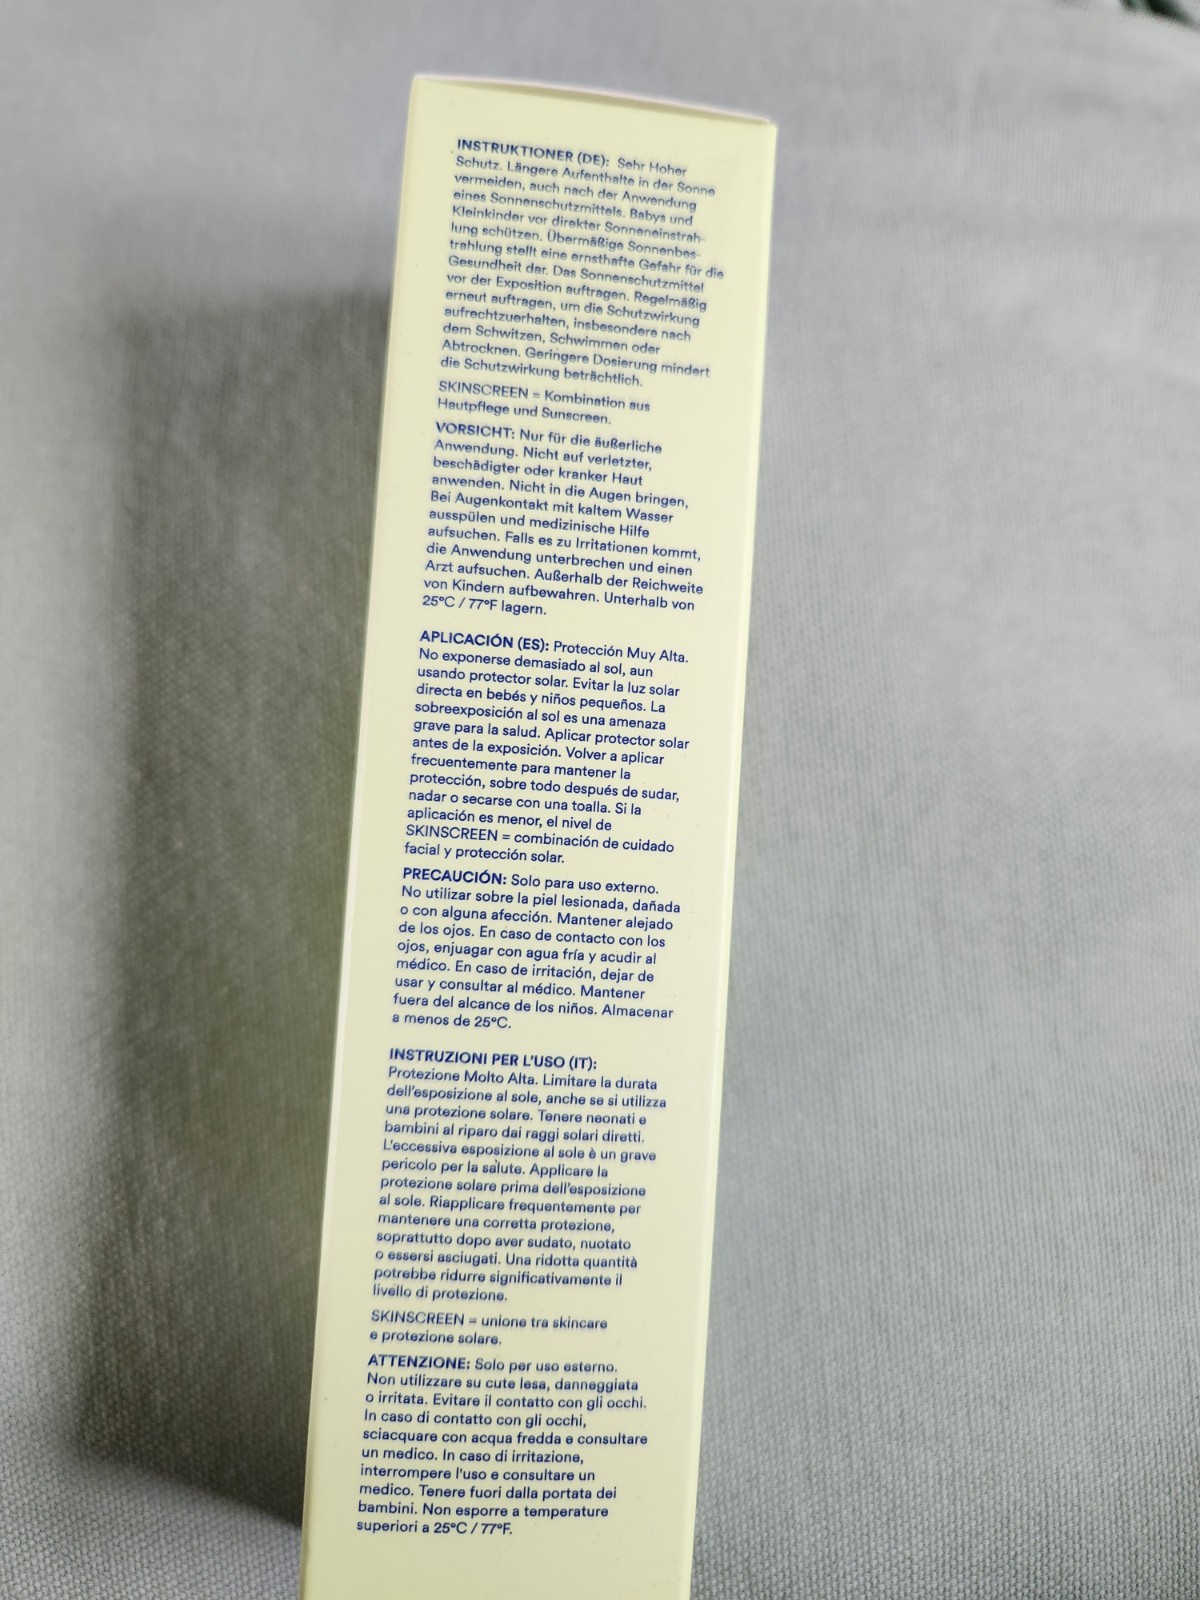 INSTRUKTIONER (DE): Sehr Hoher
Schutz. Längere Aufenthalte in der Sonne
vermeiden, auch nach der Anwendung
eines Sonnenschutzmittels. Babys und
Kleinkinder vor direkter Sonneneinstrah-
lung schützen. Übermäßige Sonnenbes-
trahlung stellt eine ernsthafte Gefahr für die
Gesundheit dar. Das Sonnenschutzmittel
vor der Exposition auftragen. Regelmäßig
erneut auftragen, um die Schutzwirkung
aufrechtzuerhalten, insbesondere nach
dem Schwitzen, Schwimmen oder
Abtrocknen. Geringere Dosierung mindert
die Schutzwirkung beträchtlich.
SKINSCREEN = Kombination aus
Hautpflege und Sunscreen.
VORSICHT: Nur für die äußerliche
Anwendung. Nicht auf verletzter,
beschädigter oder kranker Haut
anwenden. Nicht in die Augen bringen,
Bei Augenkontakt mit kaltem Wasser
ausspülen und medizinische Hilfe
aufsuchen. Falls es zu Irritationen kommt,
die Anwendung unterbrechen und einen
Arzt aufsuchen. Außerhalb der Reichweite
von Kindern aufbewahren. Unterhalb von
25°C / 77°F lagern.
APLICACIÓN (ES): Protección Muy Alta.
No exponerse demasiado al sol, aun
usando protector solar. Evitar la luz solar
directa en bebés y niños pequeños. La
sobreexposición al sol es una amenaza
grave para la salud. Aplicar protector solar
antes de la exposición. Volver a aplicar
frecuentemente para mantener la
protección, sobre todo después de sudar,
nadar o secarse con una toalla. Si la
aplicación es menor, el nivel de
SKINSCREEN = combinación de cuidado
facial y protección solar.
PRECAUCIÓN: Solo para uso externo.
No utilizar sobre la piel lesionada, dañada
o con alguna afección. Mantener alejado
de los ojos. En caso de contacto con los
ojos, enjuagar con agua fría y acudir al
médico. En caso de irritación, dejar de
usar y consultar al médico. Mantener
fuera del alcance de los niños. Almacenar
a menos de 25°C.
INSTRUZIONI PER L'USO (IT):
Protezione Molto Alta. Limitare la durata
dell'esposizione al sole, anche se si utilizza
una protezione solare. Tenere neonati e
bambini al riparo dai raggi solari diretti.
L'eccessiva esposizione al sole è un grave
pericolo per la salute. Applicare la
protezione solare prima dell'esposizione
al sole. Riapplicare frequentemente per
mantenere una corretta protezione,
soprattutto dopo aver sudato, nuotato
o essersi asciugati. Una ridotta quantità
potrebbe ridurre significativamente il
livello di protezione.
SKINSCREEN = unione tra skincare
e protezione solare.
ATTENZIONE: Solo per uso esterno.
Non utilizzare su cute lesa, danneggiata
o irritata. Evitare il contatto con gli occhi.
In caso di contatto con gli occhi,
sciacquare con acqua fredda e consultare
un medico. In caso di irritazione,
interrompere l'uso e consultare un
medico. Tenere fuori dalla portata dei
bambini. Non esporre a temperature
superiori a 25°C / 77°F.